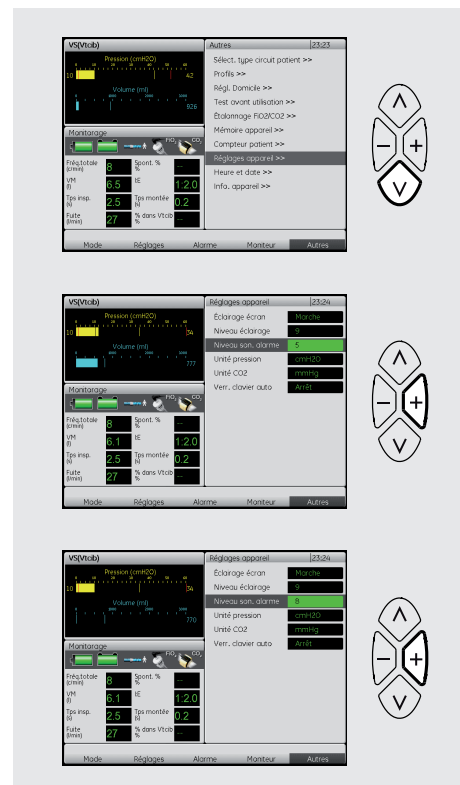 VS(Vtcib)
Pression (cmH2O)
10 42
Volume (ml)
926
Monitorage
FiO2 CO2
Fréq.totale (c/min) 8 Spont. % % --
VM (l) 6.5 I:E 1:2.0
Tps insp. (s) 2.5 Tps montée (s) 0.2
Fuite (l/min) 27 % dans Vtcib % --
Autres 23:23
Sélect. type circuit patient >>
Profils >>
Régl. Domicile >>
Test avant utilisation >>
Étalonnage FiO2/CO2 >>
Mémoire appareil >>
Compteur patient >>
Réglages appareil >>
Heure et date >>
Info. appareil >>
Mode Réglages Alarme Moniteur Autres
VS(Vtcib)
Pression (cmH2O)
10 34
Volume (ml)
777
Monitorage
FiO2 CO2
Fréq.totale (c/min) 8 Spont. % % --
VM (l) 6.1 I:E 1:2.0
Tps insp. (s) 2.5 Tps montée (s) 0.2
Fuite (l/min) 27 % dans Vtcib % --
Réglages appareil 23:24
Éclairage écran Marche
Niveau éclairage 9
Niveau son. alarme 5
Unité pression cmH2O
Unité CO2 mmHg
Verr. clavier auto Arrêt
Mode Réglages Alarme Moniteur Autres
VS(Vtcib)
Pression (cmH2O)
10 34
Volume (ml)
770
Monitorage
FiO2 CO2
Fréq.totale (c/min) 8 Spont. % % --
VM (l) 6.1 I:E 1:2.0
Tps insp. (s) 2.5 Tps montée (s) 0.2
Fuite (l/min) 27 % dans Vtcib % --
Réglages appareil 23:24
Éclairage écran Marche
Niveau éclairage 9
Niveau son. alarme 8
Unité pression cmH2O
Unité CO2 mmHg
Verr. clavier auto Arrêt
Mode Réglages Alarme Moniteur Autres